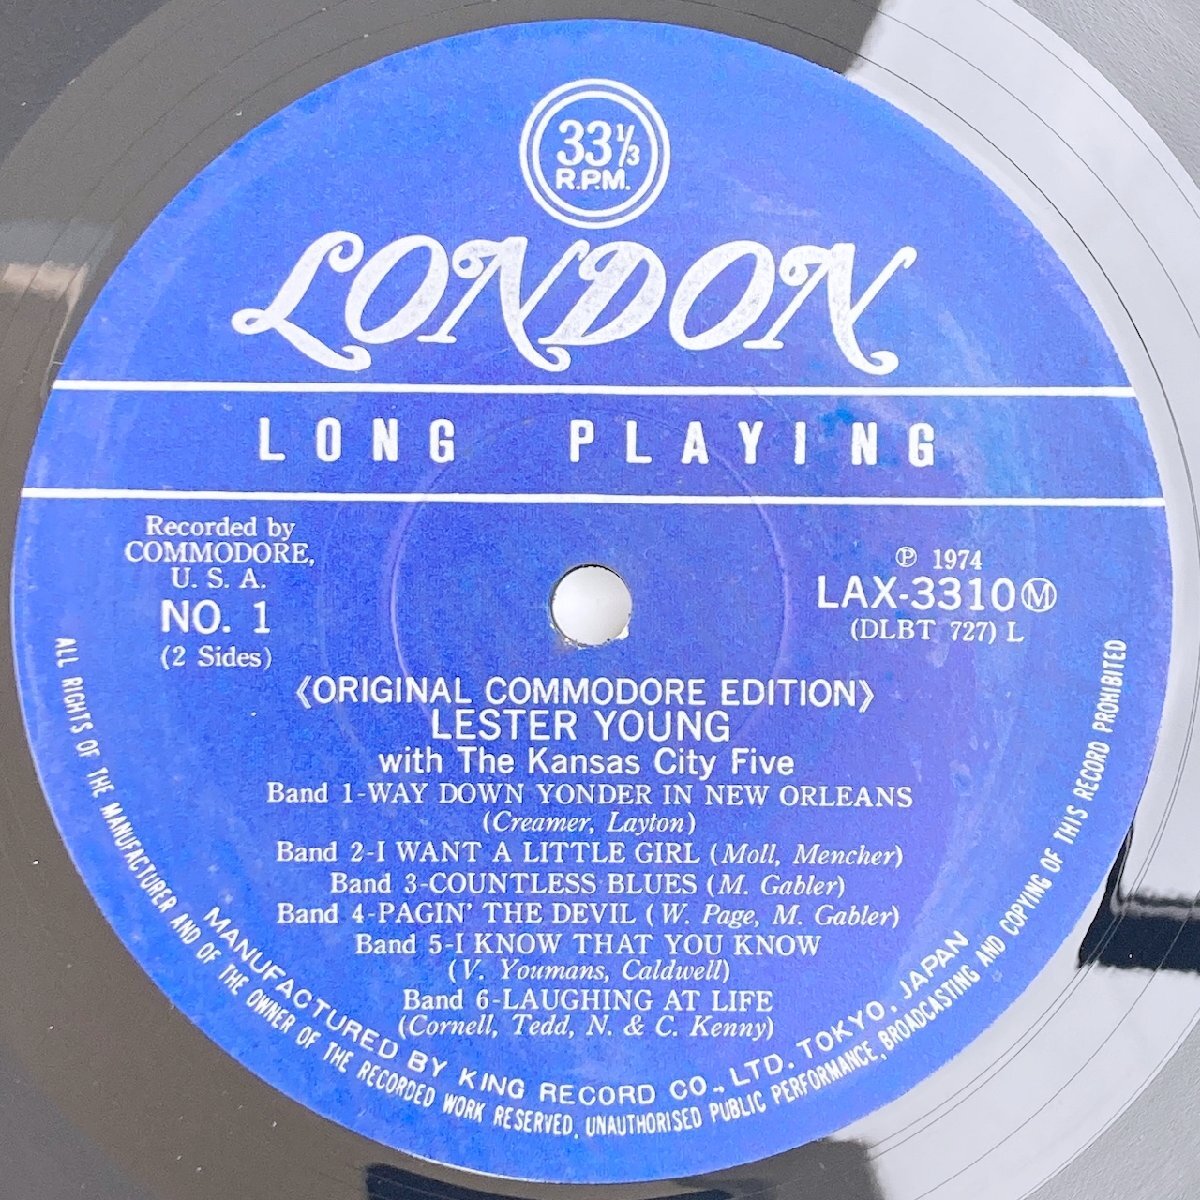 33⅓
R.P.M.
LONDON
LONG PLAYING
Recorded by
COMMODORE,
U. S. A.
NO. 1
(2 Sides)
℗ 1974
LAX-3310Ⓜ
(DLBT 727) L
〈ORIGINAL COMMODORE EDITION〉
LESTER YOUNG
with The Kansas City Five
Band 1-WAY DOWN YONDER IN NEW ORLEANS
(Creamer, Layton)
Band 2-I WANT A LITTLE GIRL (Moll, Mencher)
Band 3-COUNTLESS BLUES (M. Gabler)
Band 4-PAGIN' THE DEVIL (W. Page, M. Gabler)
Band 5-I KNOW THAT YOU KNOW
(V. Youmans, Caldwell)
Band 6-LAUGHING AT LIFE
(Cornell, Tedd, N. & C. Kenny)
MANUFACTURED BY KING RECORD CO., LTD. TOKYO, JAPAN
ALL RIGHTS OF THE MANUFACTURER AND OF THE OWNER OF THE RECORDED WORK RESERVED. UNAUTHORISED PUBLIC PERFORMANCE, BROADCASTING AND COPYING OF THIS RECORD PROHIBITED